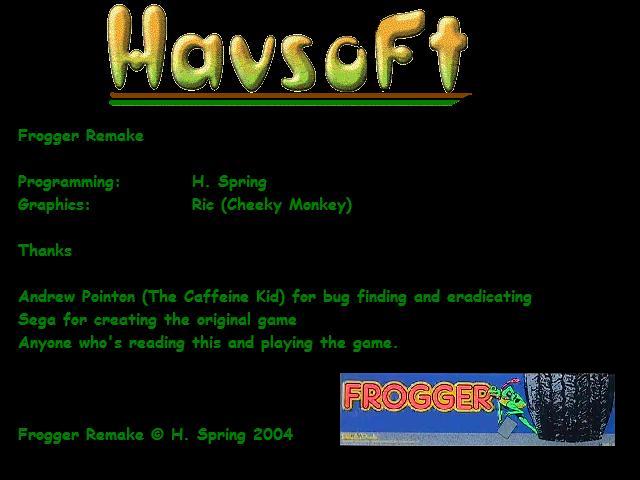 Havsoft
Frogger Remake
Programming: H. Spring
Graphics: Ric (Cheeky Monkey)
Thanks
Andrew Pointon (The Caffeine Kid) for bug finding and eradicating
Sega for creating the original game
Anyone who's reading this and playing the game.
FROGGER
Frogger Remake © H. Spring 2004